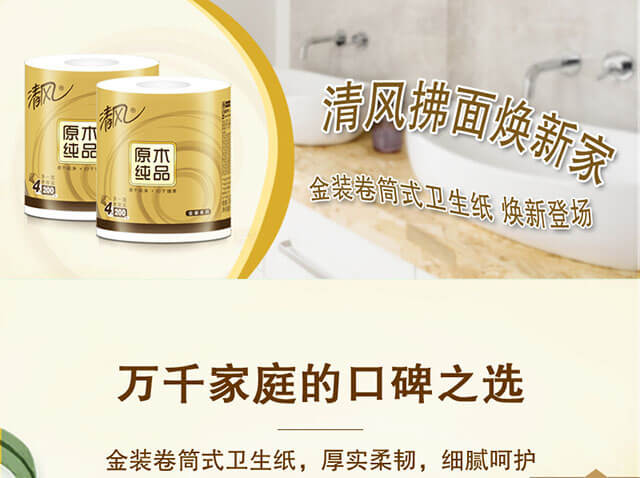 清风®
原木
纯品
4
200
清风®
原木
纯品
4
200
清风拂面焕新家
金装卷筒式卫生纸 焕新登场
万千家庭的口碑之选
金装卷筒式卫生纸，厚实柔韧，细腻呵护